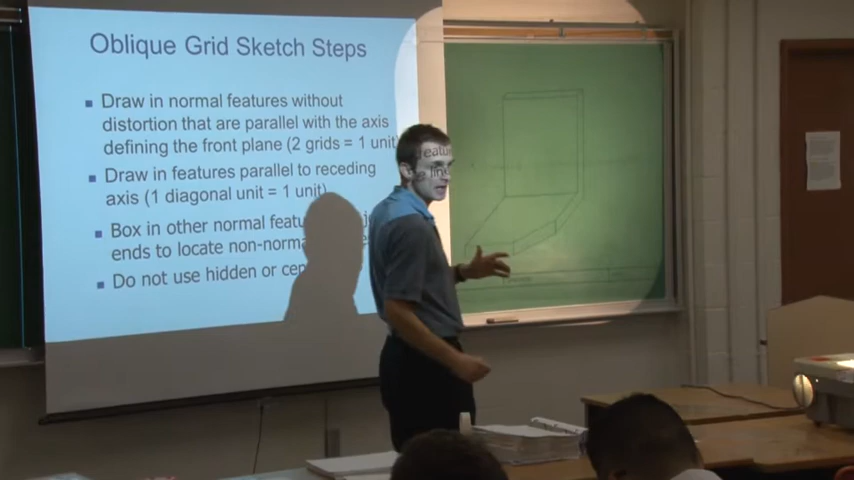 Oblique Grid Sketch Steps
Draw in normal features without
distortion that are parallel with the axis
defining the front plane (2 grids = 1 unit)
Draw in features parallel to receding
axis (1 diagonal unit = 1 unit)
Box in other normal featu
ends to locate non-norma
Do not use hidden or ce
featu
e lin